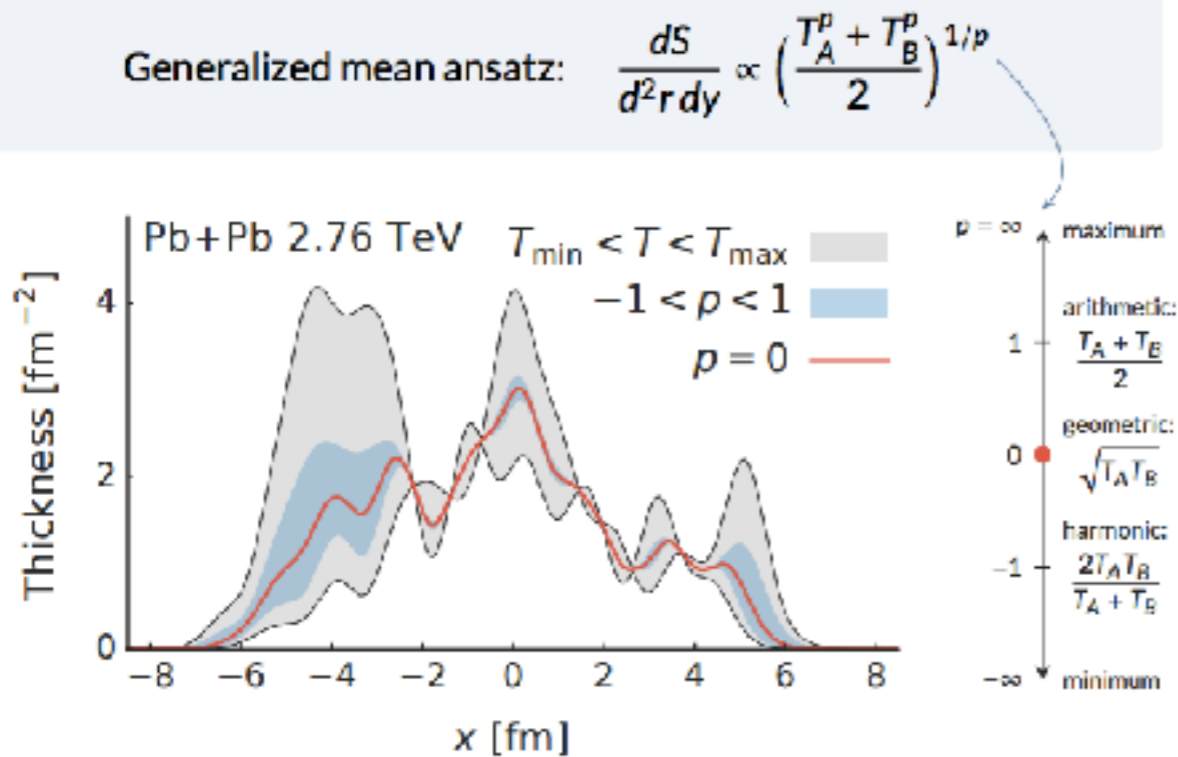 Generalized mean ansatz: dS / d²r dy ∝ ( (T_A^p + T_B^p) / 2 )^{1/p}
Pb+Pb 2.76 TeV
T_min < T < T_max
−1 < p < 1
p = 0
Thickness [fm⁻²]
4
2
0
−8 −6 −4 −2 0 2 4 6 8
x [fm]
p = ∞ maximum
arithmetic:
1 (T_A + T_B) / 2
geometric:
0 √(T_A T_B)
harmonic:
−1 2T_A T_B / (T_A + T_B)
−∞ minimum